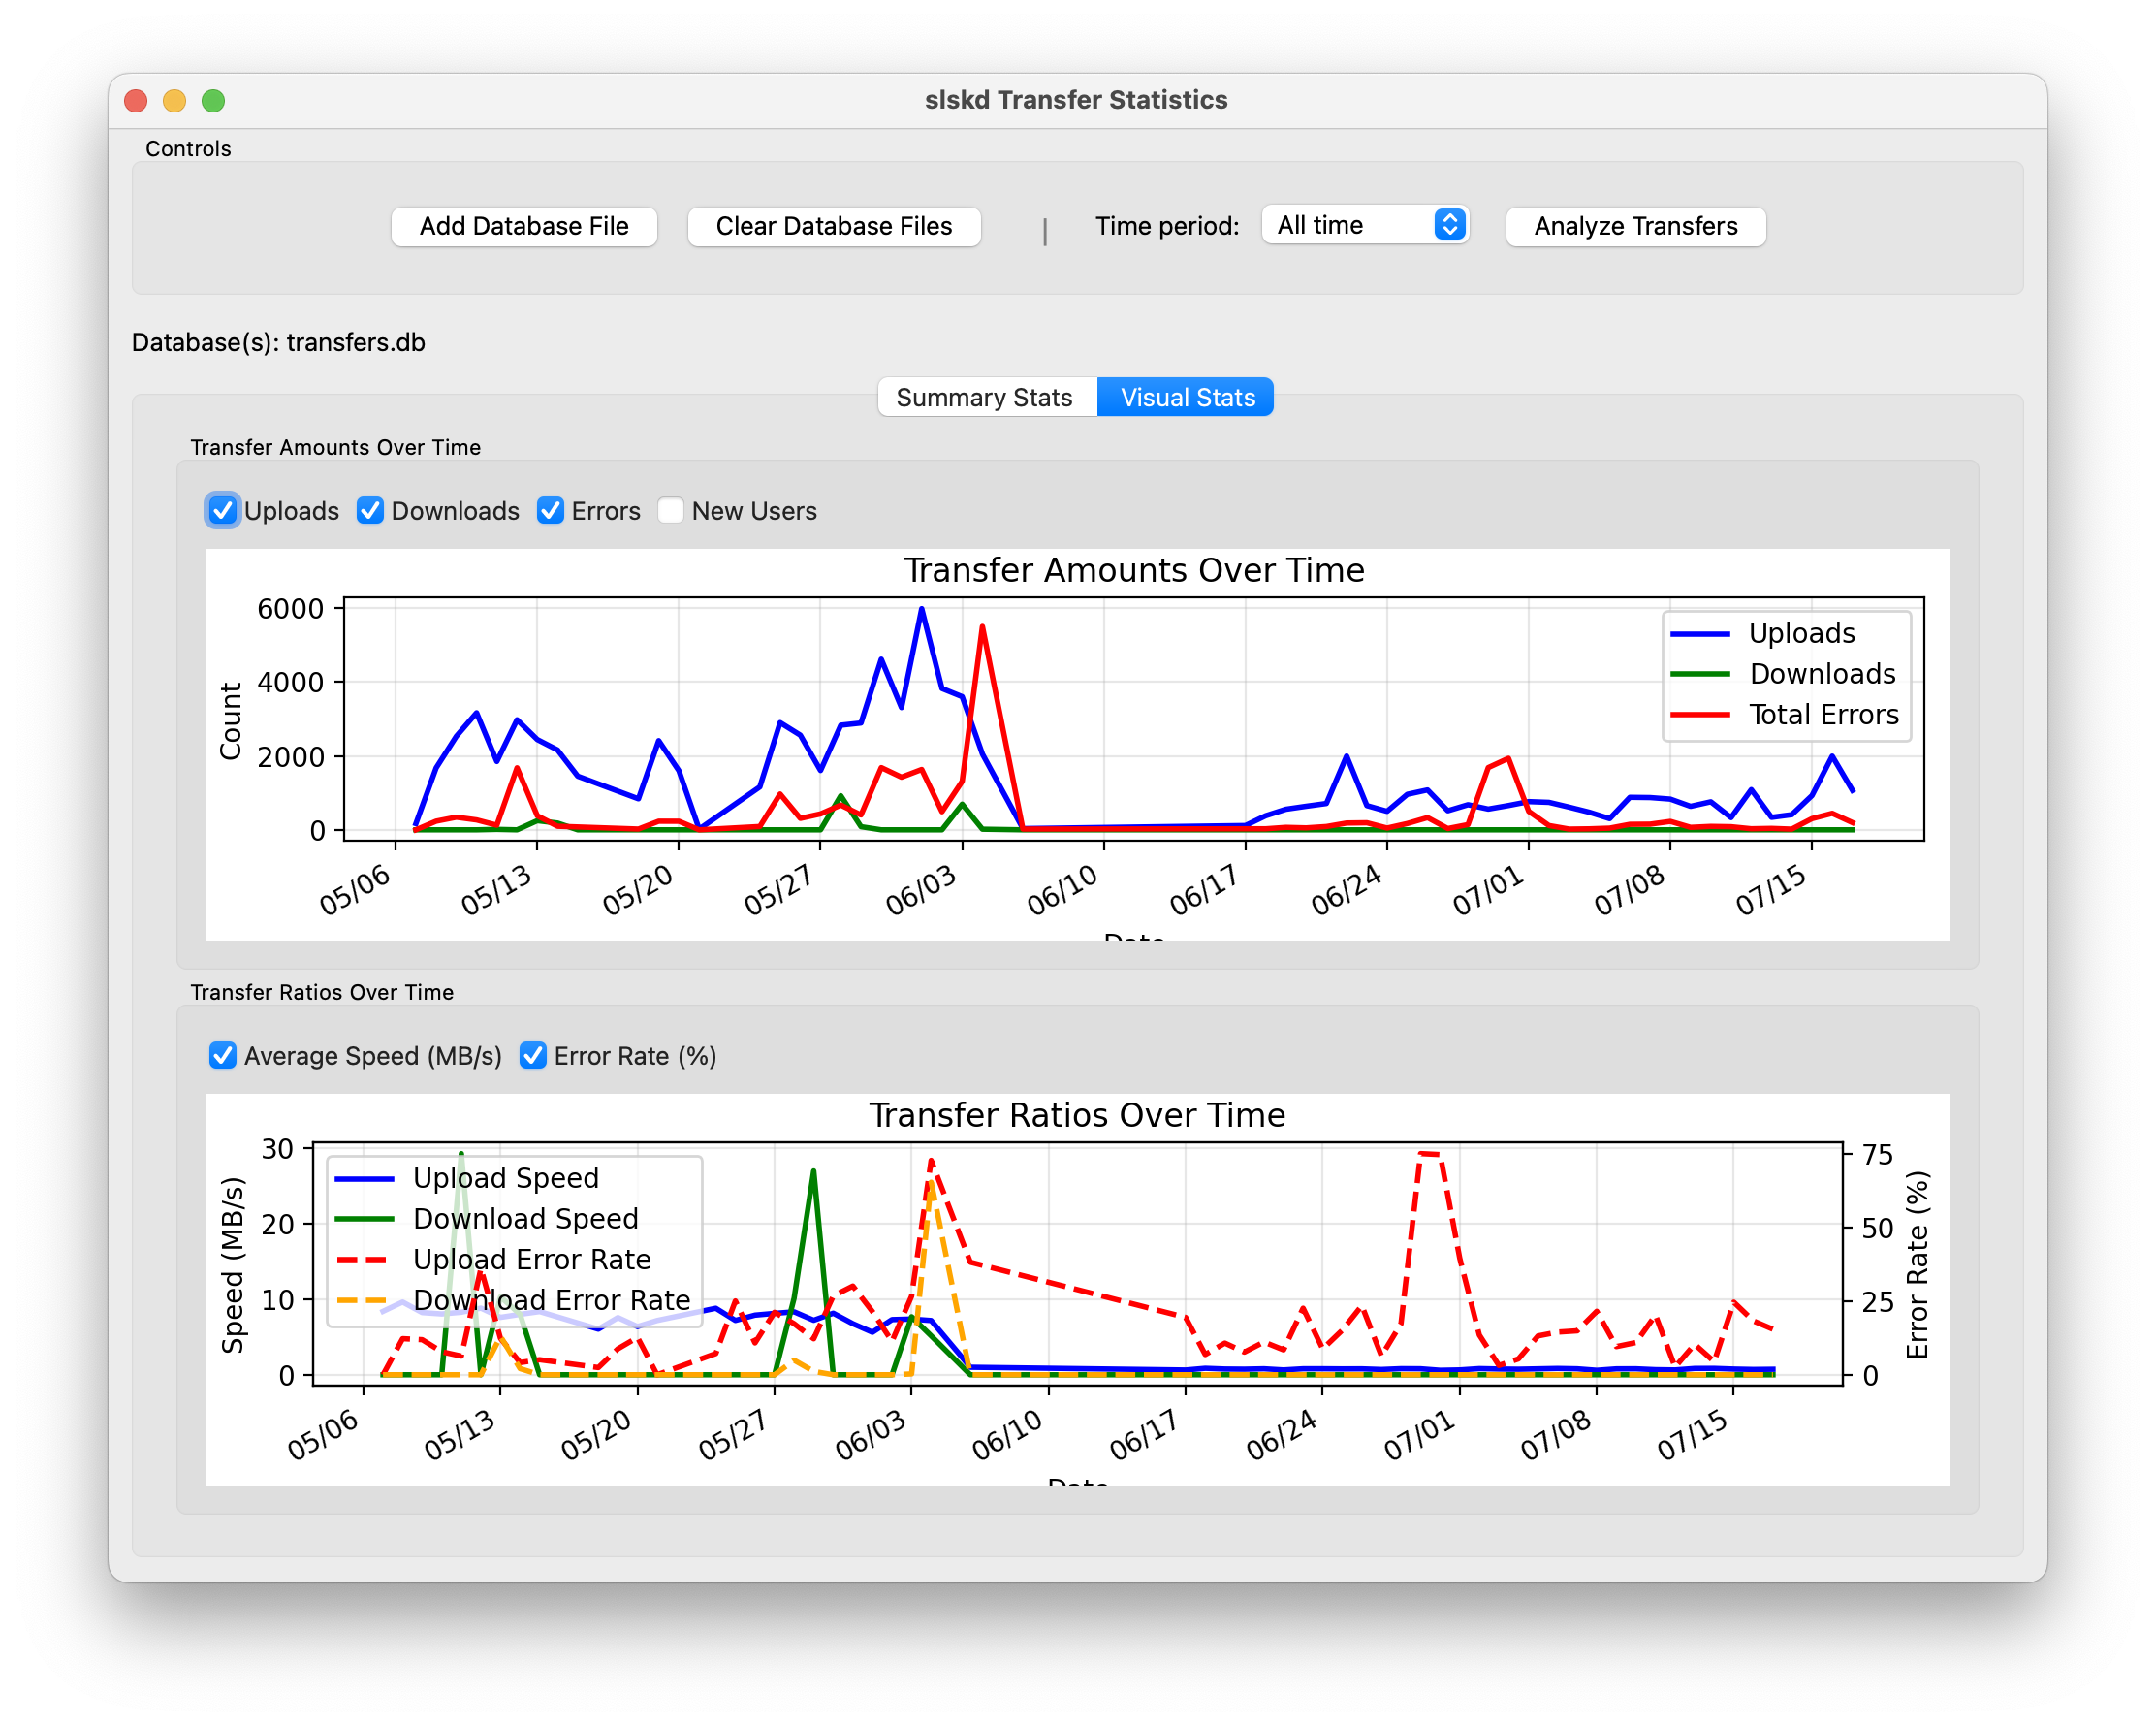 slskd Transfer Statistics
Controls
Add Database File
Clear Database Files
|
Time period:
All time
Analyze Transfers
Database(s): transfers.db
Summary Stats
Visual Stats
Transfer Amounts Over Time
Uploads
Downloads
Errors
New Users
Transfer Amounts Over Time
Count
6000
4000
2000
0
Uploads
Downloads
Total Errors
05/06
05/13
05/20
05/27
06/03
06/10
06/17
06/24
07/01
07/08
07/15
Date
Transfer Ratios Over Time
Average Speed (MB/s)
Error Rate (%)
Transfer Ratios Over Time
Speed (MB/s)
30
20
10
0
Upload Speed
Download Speed
Upload Error Rate
Download Error Rate
75
50
25
0
Error Rate (%)
05/06
05/13
05/20
05/27
06/03
06/10
06/17
06/24
07/01
07/08
07/15
Date